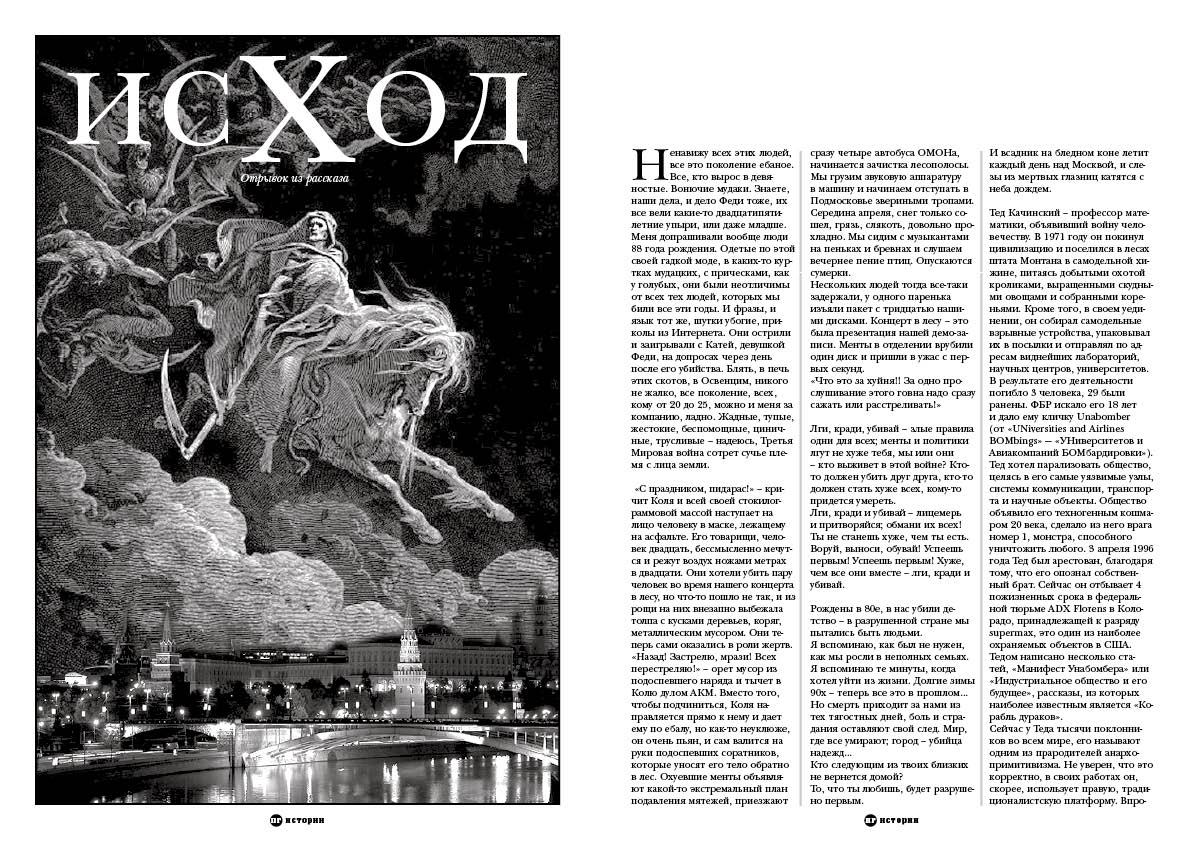 исХод
Отрывок из рассказа
пг истории
Ненавижу всех этих людей,
все это поколение ебаное.
Все, кто вырос в девя-
ностые. Вонючие мудаки. Знаете,
наши дела, и дело Феди тоже, их
все вели какие-то двадцатипяти-
летние упыри, или даже младше.
Меня допрашивали вообще люди
88 года рождения. Одетые по этой
своей гадкой моде, в каких-то кур-
тках мудацких, с прическами, как
у голубых, они были неотличимы
от всех тех людей, которых мы
били все эти годы. И фразы, и
язык тот же, шутки убогие, при-
колы из Интернета. Они острили
и заигрывали с Катей, девушкой
Феди, на допросах через день
после его убийства. Блять, в печь
этих скотов, в Освенцим, никого
не жалко, все поколение, всех,
кому от 20 до 25, можно и меня за
компанию, ладно. Жадные, тупые,
жестокие, беспомощные, цинич-
ные, трусливые – надеюсь, Третья
Мировая война сотрет сучье пле-
мя с лица земли.
«С праздником, пидарас!» – кри-
чит Коля и всей своей стокилог-
раммовой массой наступает на
лицо человеку в маске, лежащему
на асфальте. Его товарищи, чело-
век двадцать, бессмысленно мечут-
ся и режут воздух ножами метрах
в двадцати. Они хотели убить пару
человек во время нашего концерта
в лесу, но что-то пошло не так, и из
рощи на них внезапно выбежала
толпа с кусками деревьев, коряг,
металлическим мусором. Они те-
перь сами оказались в роли жертв.
«Назад! Застрелю, мрази! Всех
перестреляю!» – орет мусор из
подоспевшего наряда и тычет в
Колю дулом АКМ. Вместо того,
чтобы подчиниться, Коля на-
правляется прямо к нему и дает
ему по ебалу, но как-то неуклюже,
он очень пьян, и сам валится на
руки подоспевших соратников,
которые уносят его тело обратно
в лес. Охуевшие менты объявля-
ют какой-то экстремальный план
подавления мятежей, приезжают
сразу четыре автобуса ОМОНа,
начинается зачистка лесополосы.
Мы грузим звуковую аппаратуру
в машину и начинаем отступать в
Подмосковье звериными тропами.
Середина апреля, снег только со-
шел, грязь, слякоть, довольно про-
хладно. Мы сидим с музыкантами
на пеньках и бревнах и слушаем
вечернее пение птиц. Опускаются
сумерки.
Нескольких людей тогда все-таки
задержали, у одного паренька
изъяли пакет с тридцатью наши-
ми дисками. Концерт в лесу – это
была презентация нашей демо-за-
писи. Менты в отделении врубили
один диск и пришли в ужас с пер-
вых секунд.
«Что это за хуйня!! За одно про-
слушивание этого говна надо сразу
сажать или расстреливать!»
Лги, кради, убивай – злые правила
одни для всех; менты и политики
лгут не хуже тебя, мы или они
– кто выживет в этой войне? Кто-
то должен убить друг друга, кто-то
должен стать хуже всех, кому-то
придется умереть.
Лги, кради и убивай – лицемерь
и притворяйся; обмани их всех!
Ты не станешь хуже, чем ты есть.
Воруй, выноси, обувай! Успеешь
первым! Успеешь первым! Хуже,
чем все они вместе – лги, кради и
убивай.
Рождены в 80е, в нас убили де-
тство – в разрушенной стране мы
пытались быть людьми.
Я вспоминаю, как был не нужен,
как мы росли в неполных семьях.
Я вспоминаю те минуты, когда
хотел уйти из жизни. Долгие зимы
90х – теперь все это в прошлом...
Но смерть приходит за нами из
тех тягостных дней, боль и стра-
дания оставляют свой след. Мир,
где все умирают; город – убийца
надежд...
Кто следующим из твоих близких
не вернется домой?
То, что ты любишь, будет разруше-
но первым.
И всадник на бледном коне летит
каждый день над Москвой, и сле-
зы из мертвых глазниц катятся с
неба дождем.
Тед Качинский – профессор мате-
матики, объявивший войну чело-
вечеству. В 1971 году он покинул
цивилизацию и поселился в лесах
штата Монтана в самодельной хи-
жине, питаясь добытыми охотой
кроликами, выращенными скудны-
ми овощами и собранными коре-
ньями. Кроме того, в своем уеди-
нении, он собирал самодельные
взрывные устройства, упаковывал
их в посылки и отправлял по ад-
ресам виднейших лабораторий,
научных центров, университетов.
В результате его деятельности
погибло 3 человека, 29 были
ранены. ФБР искало его 18 лет
и дало ему кличку Unabomber
(от «UNiversities and Airlines
BOMbings» — «УНиверситетов и
Авиакомпаний БОМбардировки»).
Тед хотел парализовать общество,
целясь в его самые уязвимые узлы,
системы коммуникации, транспор-
та и научные объекты. Общество
объявило его техногенным кошма-
ром 20 века, сделало из него врага
номер 1, монстра, способного
уничтожить любого. 3 апреля 1996
года Тед был арестован, благодаря
тому, что его опознал собствен-
ный брат. Сейчас он отбывает 4
пожизненных срока в федераль-
ной тюрьме ADX Florens в Коло-
радо, принадлежащей к разряду
supermax, это один из наиболее
охраняемых объектов в США.
Тедом написано несколько ста-
тей, «Манифест Унабомбера» или
«Индустриальное общество и его
будущее», рассказы, из которых
наиболее известным является «Ко-
рабль дураков».
Сейчас у Теда тысячи поклонни-
ков во всем мире, его называют
одним из прародителей анархо-
примитивизма. Не уверен, что это
корректно, в своих работах он,
скорее, использует правую, тради-
ционалистскую платформу. Впро-
пг истории